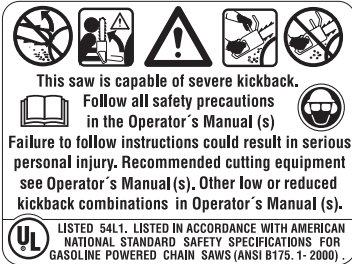 This saw is capable of severe kickback.
Follow all safety precautions
in the Operator´s Manual (s)
Failure to follow instructions could result in serious
personal injury. Recommended cutting equipment
see Operator´s Manual (s). Other low or reduced
kickback combinations in Operator´s Manual (s).
UL
LISTED 54L1. LISTED IN ACCORDANCE WITH AMERICAN
NATIONAL STANDARD SAFETY SPECIFICATIONS FOR
GASOLINE POWERED CHAIN SAWS (ANSI B175. 1- 2000) .